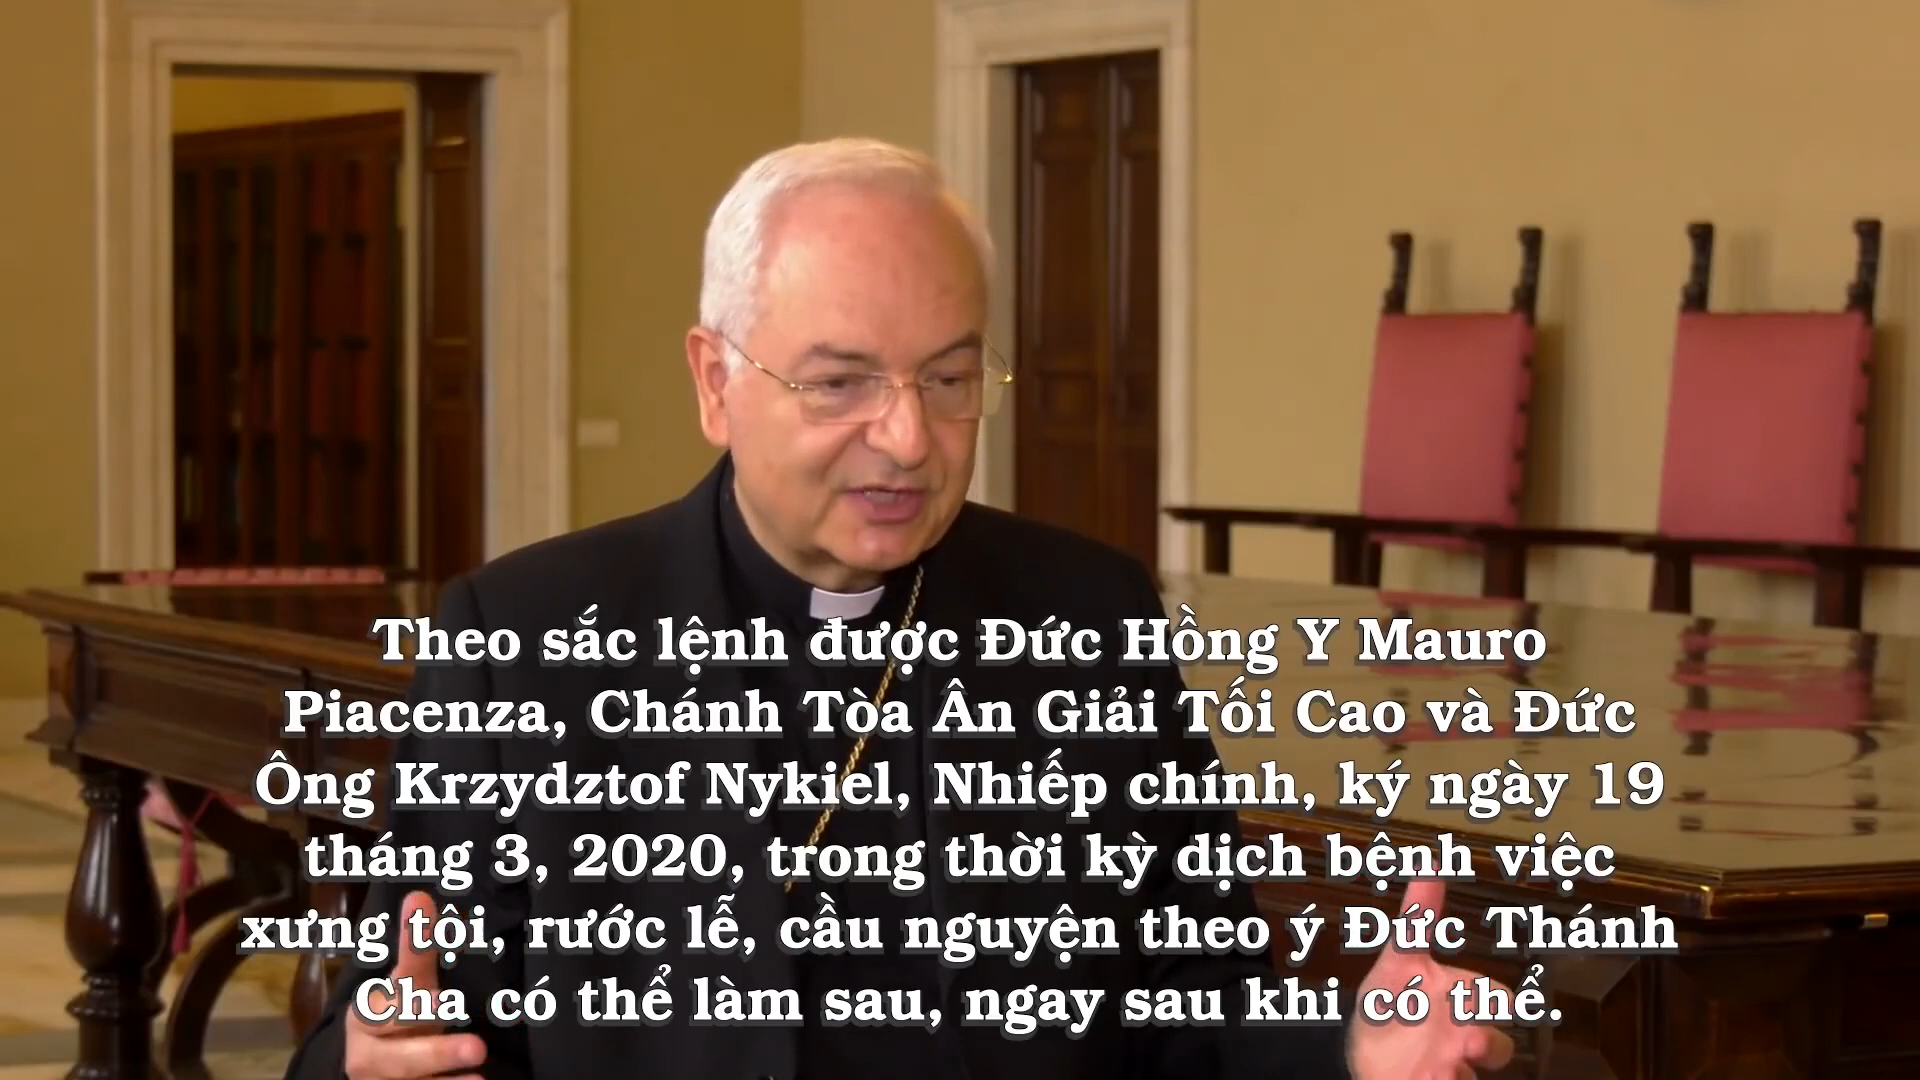 Theo sắc lệnh được Đức Hồng Y Mauro
Piacenza, Chánh Tòa Ân Giải Tối Cao và Đức
Ông Krzydztof Nykiel, Nhiếp chính, ký ngày 19
tháng 3, 2020, trong thời kỳ dịch bệnh việc
xưng tội, rước lễ, cầu nguyện theo ý Đức Thánh
Cha có thể làm sau, ngay sau khi có thể.